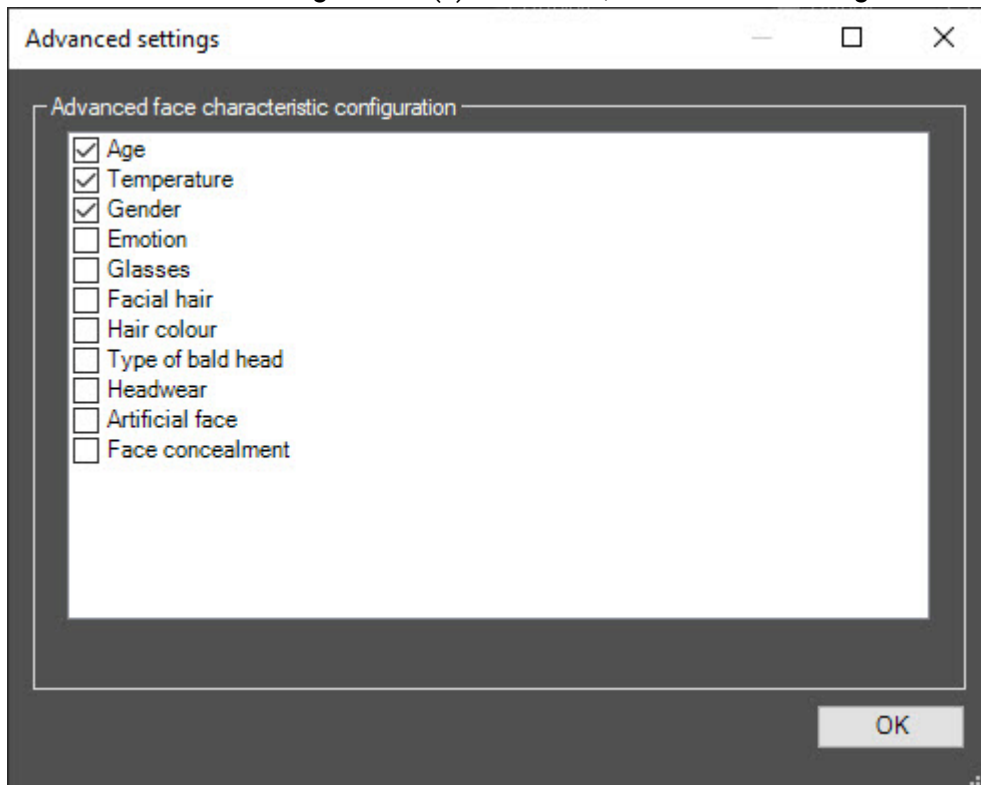 Advanced settings
Advanced face characteristic configuration
Age
Temperature
Gender
Emotion
Glasses
Facial hair
Hair colour
Type of bald head
Headwear
Artificial face
Face concealment
OK